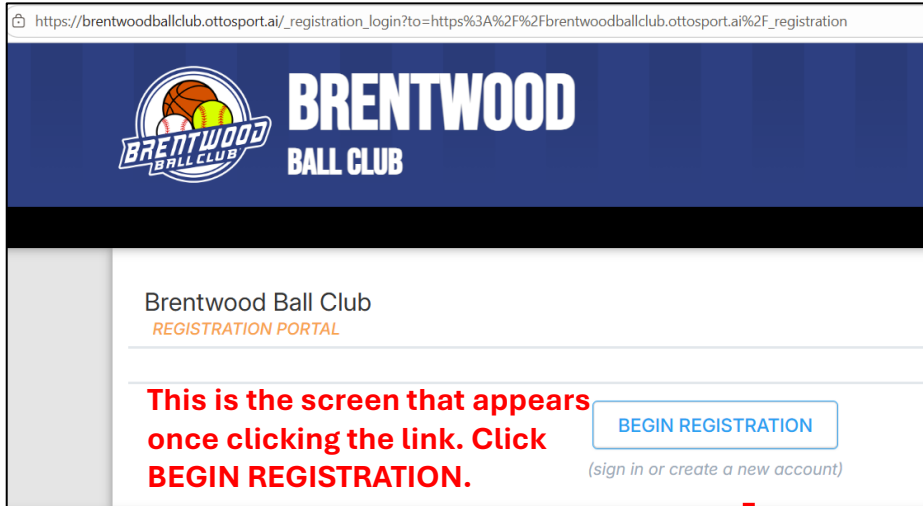 https://brentwoodballclub.ottosport.ai/_registration_login?to=https%3A%2F%2Fbrentwoodballclub.ottosport.ai%2F_registration
BRENTWOOD
BALL CLUB
BRENTWOOD
BALL CLUB
Brentwood Ball Club
REGISTRATION PORTAL
This is the screen that appears
once clicking the link. Click
BEGIN REGISTRATION.
BEGIN REGISTRATION
(sign in or create a new account)